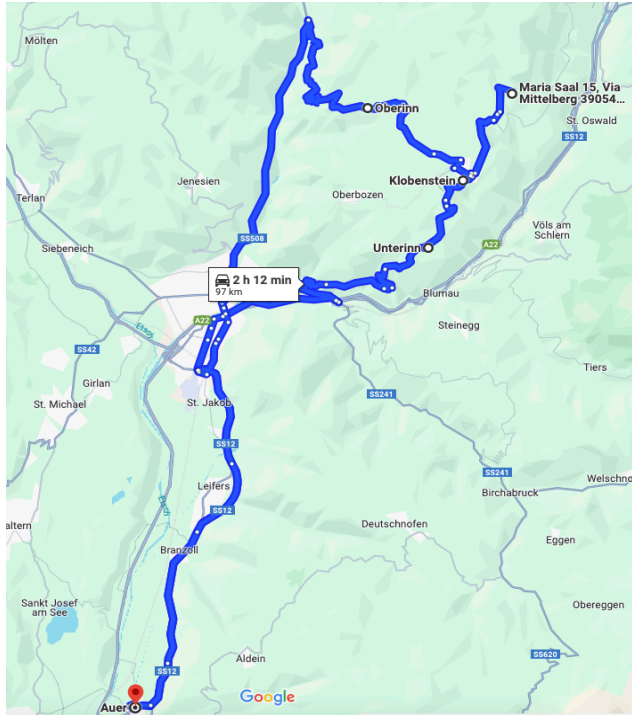 Mölten
Oberinn
Maria Saal 15, Via
Mittelberg 39054...
St. Oswald
SS12
Jenesien
Klobenstein
Oberbozen
Terlan
Völs am
Schlern
SS508
Unterinn
A22
Siebeneich
2 h 12 min
97 km
Blumau
A22
Etsch
Steinegg
SS42
Tiers
Girlan
SS241
St. Michael
St. Jakob
SS12
SS241
Welschno
Leifers
Birchabruck
Etsch
SS12
altern
Deutschnofen
Eggen
Branzoll
Sankt Josef
am See
Obereggen
SS620
Aldein
SS12
Google
Auer